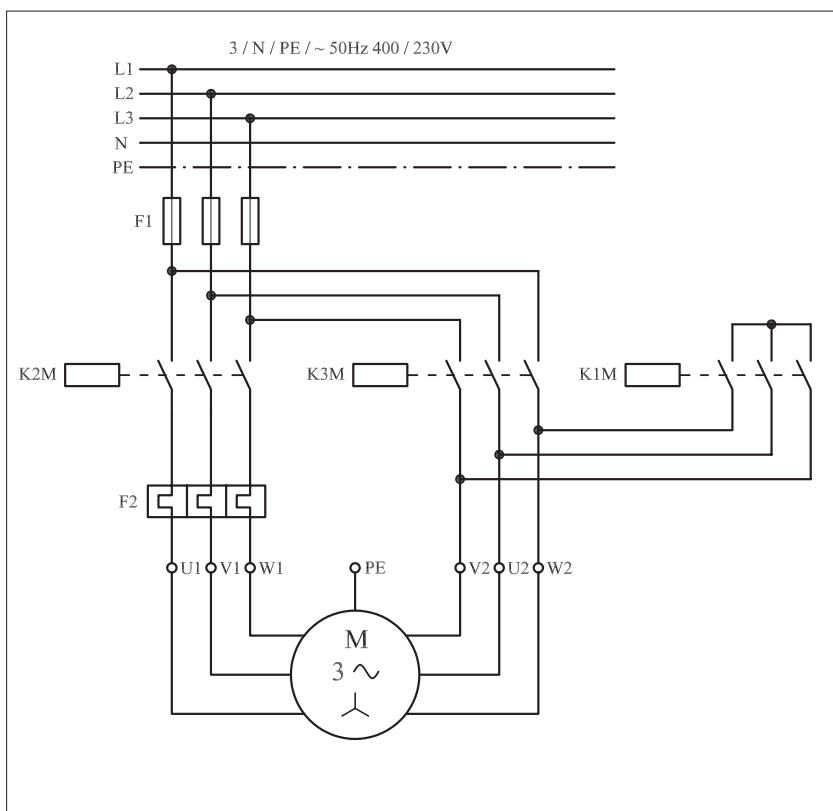 3 / N / PE / ~ 50Hz 400 / 230V
L1
L2
L3
N
PE
F1
K2M
K3M
K1M
F2
U1
V1
W1
PE
V2
U2
W2
M
3